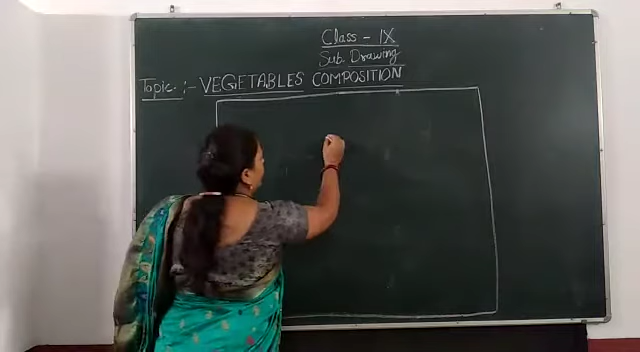 Class - IX
Sub. Drawing
Topic :- VEGETABLES COMPOSITION